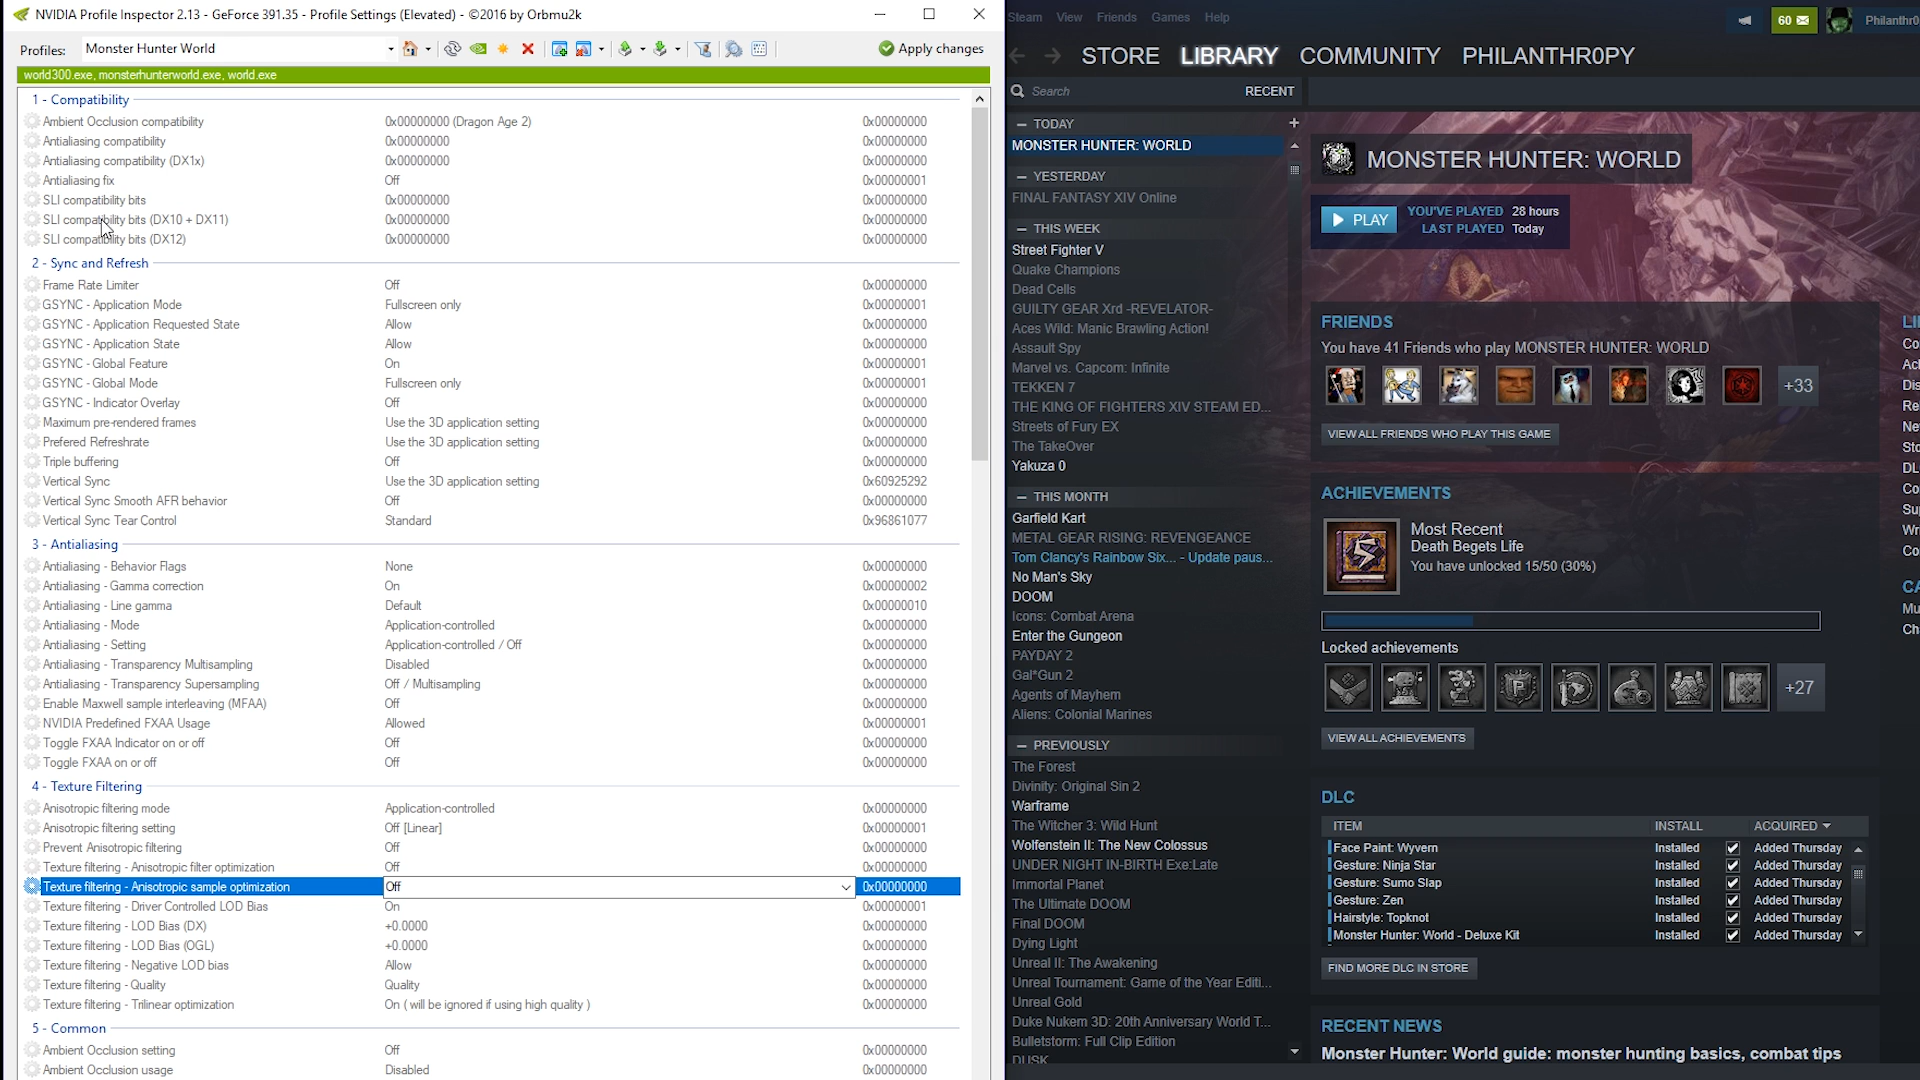 NVIDIA Profile Inspector 2.13 - GeForce 391.35 - Profile Settings (Elevated) - ©2016 by Orbmu2k
Profiles: Monster Hunter World Apply changes
world300.exe, monsterhunterworld.exe, world.exe
1 - Compatibility
Ambient Occlusion compatibility 0x00000000 (Dragon Age 2) 0x00000000
Antialiasing compatibility 0x00000000 0x00000000
Antialiasing compatibility (DX1x) 0x00000000 0x00000000
Antialiasing fix Off 0x00000001
SLI compatibility bits 0x00000000 0x00000000
SLI compatibility bits (DX10 + DX11) 0x00000000 0x00000000
SLI compatibility bits (DX12) 0x00000000 0x00000000
2 - Sync and Refresh
Frame Rate Limiter Off 0x00000000
GSYNC - Application Mode Fullscreen only 0x00000001
GSYNC - Application Requested State Allow 0x00000000
GSYNC - Application State Allow 0x00000000
GSYNC - Global Feature On 0x00000001
GSYNC - Global Mode Fullscreen only 0x00000001
GSYNC - Indicator Overlay Off 0x00000000
Maximum pre-rendered frames Use the 3D application setting 0x00000000
Prefered Refreshrate Use the 3D application setting 0x00000000
Triple buffering Off 0x00000000
Vertical Sync Use the 3D application setting 0x60925292
Vertical Sync Smooth AFR behavior Off 0x00000000
Vertical Sync Tear Control Standard 0x96861077
3 - Antialiasing
Antialiasing - Behavior Flags None 0x00000000
Antialiasing - Gamma correction On 0x00000002
Antialiasing - Line gamma Default 0x00000010
Antialiasing - Mode Application-controlled 0x00000000
Antialiasing - Setting Application-controlled / Off 0x00000000
Antialiasing - Transparency Multisampling Disabled 0x00000000
Antialiasing - Transparency Supersampling Off / Multisampling 0x00000000
Enable Maxwell sample interleaving (MFAA) Off 0x00000000
NVIDIA Predefined FXAA Usage Allowed 0x00000001
Toggle FXAA Indicator on or off Off 0x00000000
Toggle FXAA on or off Off 0x00000000
4 - Texture Filtering
Anisotropic filtering mode Application-controlled 0x00000000
Anisotropic filtering setting Off [Linear] 0x00000001
Prevent Anisotropic filtering Off 0x00000000
Texture filtering - Anisotropic filter optimization Off 0x00000000
Texture filtering - Anisotropic sample optimization Off 0x00000000
Texture filtering - Driver Controlled LOD Bias On 0x00000001
Texture filtering - LOD Bias (DX) +0.0000 0x00000000
Texture filtering - LOD Bias (OGL) +0.0000 0x00000000
Texture filtering - Negative LOD bias Allow 0x00000000
Texture filtering - Quality Quality 0x00000000
Texture filtering - Trilinear optimization On ( will be ignored if using high quality ) 0x00000000
5 - Common
Ambient Occlusion setting Off 0x00000000
Ambient Occlusion usage Disabled 0x00000000
Steam View Friends Games Help
60
Philanthr0
STORE LIBRARY COMMUNITY PHILANTHR0PY
Search RECENT
TODAY
MONSTER HUNTER: WORLD
YESTERDAY
FINAL FANTASY XIV Online
THIS WEEK
Street Fighter V
Quake Champions
Dead Cells
GUILTY GEAR Xrd -REVELATOR-
Aces Wild: Manic Brawling Action!
Assault Spy
Marvel vs. Capcom: Infinite
TEKKEN 7
THE KING OF FIGHTERS XIV STEAM ED...
Streets of Fury EX
The TakeOver
Yakuza 0
THIS MONTH
Garfield Kart
METAL GEAR RISING: REVENGEANCE
Tom Clancy's Rainbow Six... - Update paus...
No Man's Sky
DOOM
Icons: Combat Arena
Enter the Gungeon
PAYDAY 2
Gal*Gun 2
Agents of Mayhem
Aliens: Colonial Marines
PREVIOUSLY
The Forest
Divinity: Original Sin 2
Warframe
The Witcher 3: Wild Hunt
Wolfenstein II: The New Colossus
UNDER NIGHT IN-BIRTH Exe:Late
Immortal Planet
The Ultimate DOOM
Final DOOM
Dying Light
Unreal II: The Awakening
Unreal Tournament: Game of the Year Editi...
Unreal Gold
Duke Nukem 3D: 20th Anniversary World T...
Bulletstorm: Full Clip Edition
DUSK
MONSTER HUNTER: WORLD
PLAY
YOU'VE PLAYED 28 hours
LAST PLAYED Today
FRIENDS
You have 41 Friends who play MONSTER HUNTER: WORLD
+33
VIEW ALL FRIENDS WHO PLAY THIS GAME
ACHIEVEMENTS
Most Recent
Death Begets Life
You have unlocked 15/50 (30%)
Locked achievements
+27
VIEW ALL ACHIEVEMENTS
DLC
ITEM INSTALL ACQUIRED
Face Paint: Wyvern Installed Added Thursday
Gesture: Ninja Star Installed Added Thursday
Gesture: Sumo Slap Installed Added Thursday
Gesture: Zen Installed Added Thursday
Hairstyle: Topknot Installed Added Thursday
Monster Hunter: World - Deluxe Kit Installed Added Thursday
FIND MORE DLC IN STORE
RECENT NEWS
Monster Hunter: World guide: monster hunting basics, combat tips
LI
Co
Ac
Dis
Re
Ne
Sto
DL
Co
Su
Wri
Co
CA
Mu
Ch